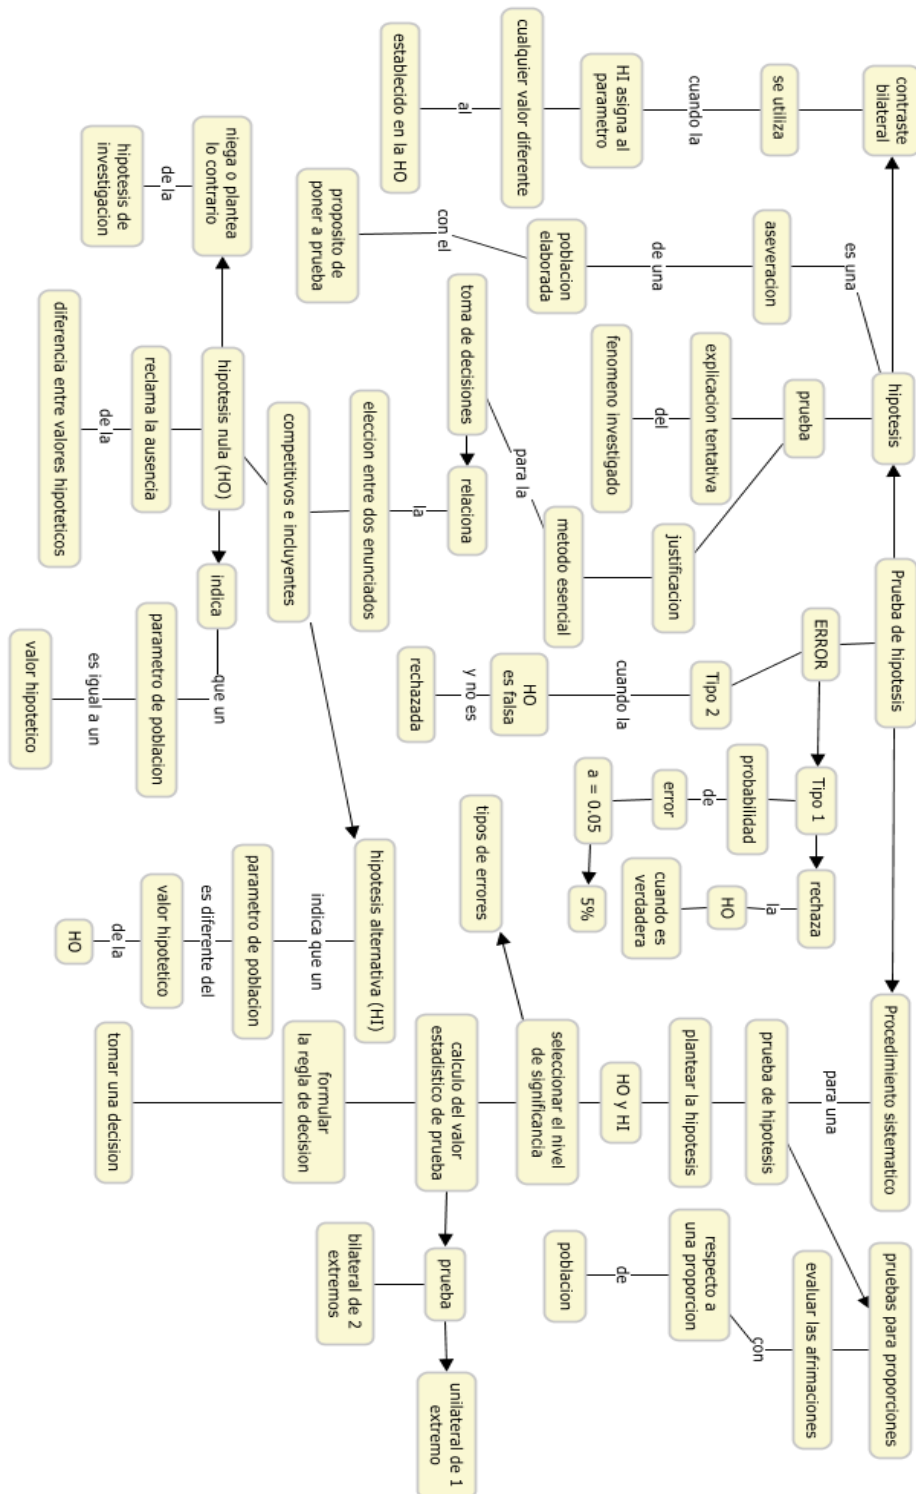 Prueba de hipotesis
hipotesis
ERROR
Procedimiento sistematico
contraste
bilateral
se utiliza
cuando la
HI asigna al
parametro
cualquier valor diferente
al
establecido en la HO
es una
aseveracion
de una
poblacion
elaborada
con el
proposito de
poner a prueba
prueba
explicacion tentativa
del
fenomeno investigado
justificacion
metodo esencial
para la
toma de decisiones
relaciona
la
eleccion entre dos enunciados
competitivos e incluyentes
hipotesis nula (HO)
niega o plantea
lo contrario
de la
hipotesis de
investigacion
reclama la ausencia
de la
diferencia entre valores hipoteticos
indica
que un
parametro de poblacion
es igual a un
valor hipotetico
hipotesis alternativa (HI)
indica que un
parametro de poblacion
es diferente del
valor hipotetico
de la
HO
Tipo 2
cuando la
HO
es falsa
y no es
rechazada
Tipo 1
probabilidad
de
error
a = 0.05
5%
rechaza
la
HO
cuando es
verdadera
para una
prueba de hipotesis
plantear la hipotesis
HO y HI
seleccionar el nivel
de significancia
tipos de errores
calculo del valor
estadistico de prueba
formular
la regla de decision
tomar una decision
prueba
bilateral de 2
extremos
unilateral de 1
extremo
pruebas para proporciones
evaluar las afrimaciones
con
respecto a
una proporcion
de
poblacion